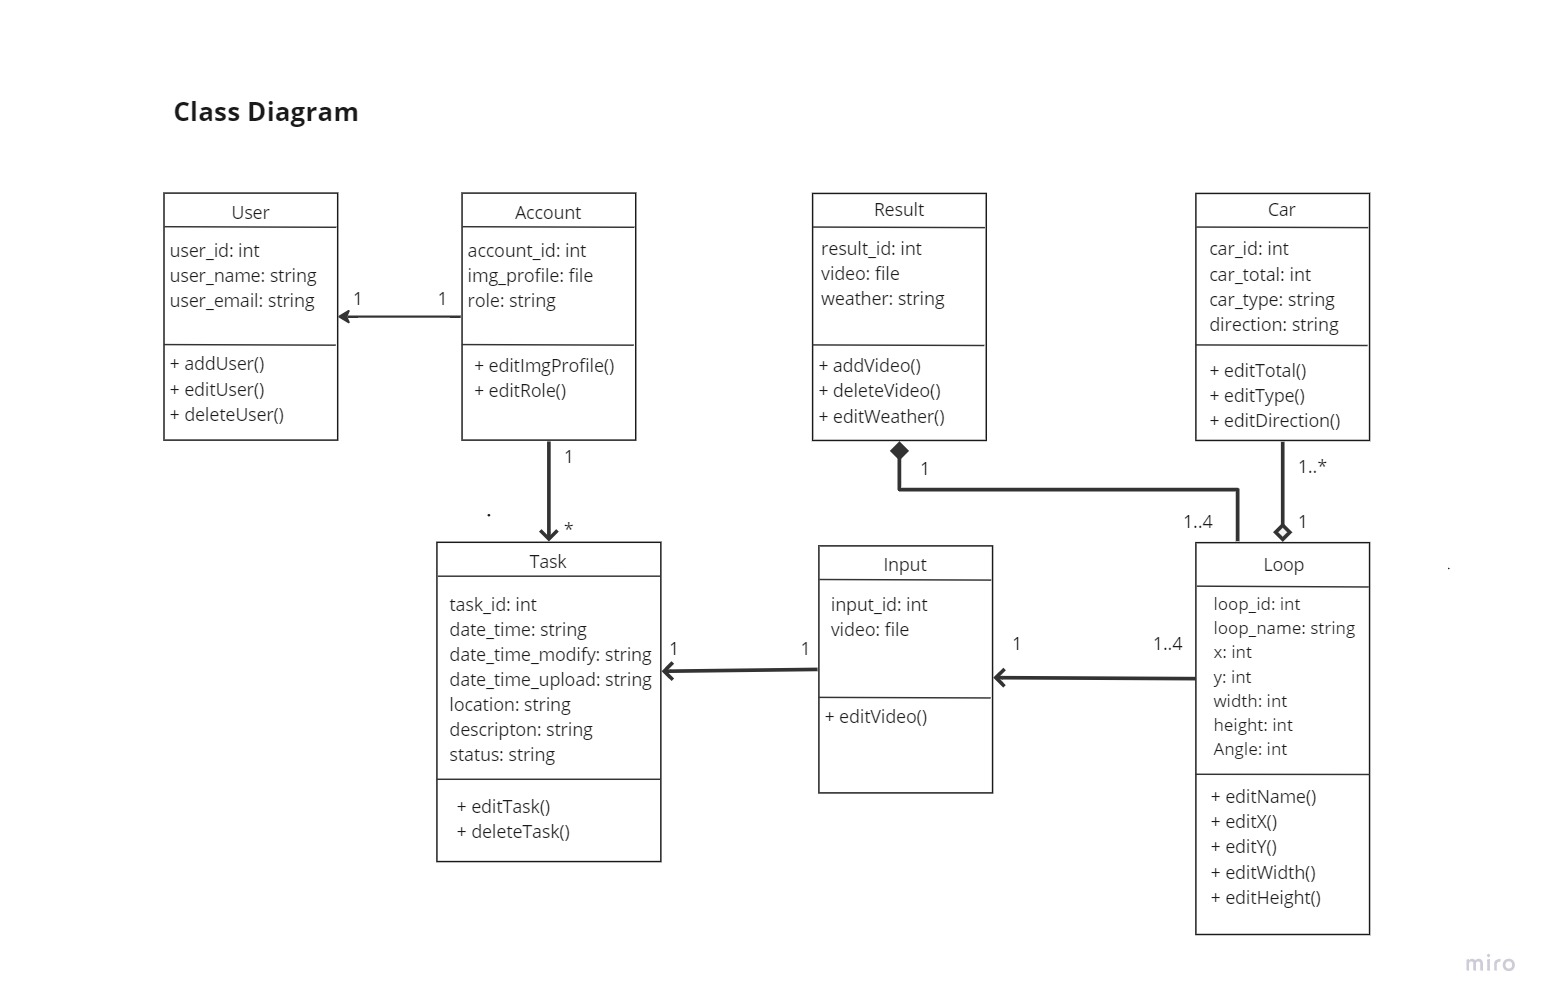 Class Diagram
User
user_id: int
user_name: string
user_email: string
+ addUser()
+ editUser()
+ deleteUser()
1
1
Account
account_id: int
img_profile: file
role: string
+ editImgProfile()
+ editRole()
1
*
Result
result_id: int
video: file
weather: string
+ addVideo()
+ deleteVideo()
+ editWeather()
1
1..4
Car
car_id: int
car_total: int
car_type: string
direction: string
+ editTotal()
+ editType()
+ editDirection()
1..*
1
Task
task_id: int
date_time: string
date_time_modify: string
date_time_upload: string
location: string
descripton: string
status: string
+ editTask()
+ deleteTask()
1
1
Input
input_id: int
video: file
+ editVideo()
1
1..4
Loop
loop_id: int
loop_name: string
x: int
y: int
width: int
height: int
Angle: int
+ editName()
+ editX()
+ editY()
+ editWidth()
+ editHeight()
miro